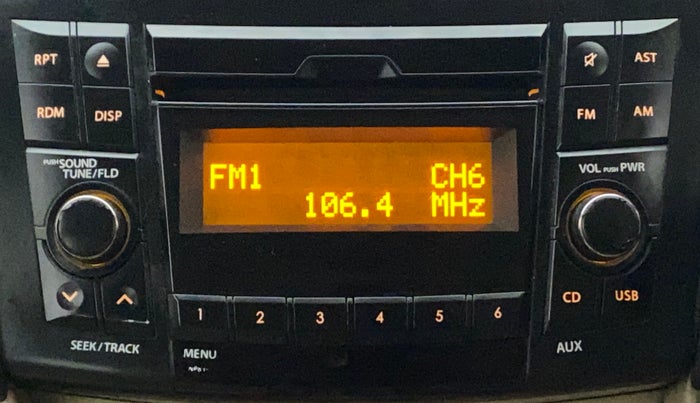 RPT
AST
RDM
DISP
FM
AM
PUSH SOUND
TUNE/FLD
VOL PUSH PWR
FM1 CH6
106.4 MHz
CD
USB
1 2 3 4 5 6
SEEK/TRACK
MENU
AUX